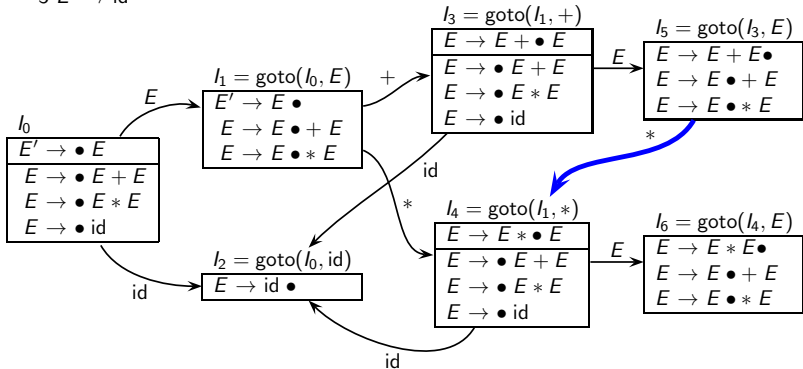 I₃ = goto(I₁, +)
E → E + ● E
E → ● E + E
E → ● E ∗ E
E → ● id
I₅ = goto(I₃, E)
E → E + E●
E → E ● + E
E → E ● ∗ E
I₁ = goto(I₀, E)
E′ → E ●
E → E ● + E
E → E ● ∗ E
I₀
E′ → ● E
E → ● E + E
E → ● E ∗ E
E → ● id
I₂ = goto(I₀, id)
E → id ●
I₄ = goto(I₁, ∗)
E → E ∗ ● E
E → ● E + E
E → ● E ∗ E
E → ● id
I₆ = goto(I₄, E)
E → E ∗ E●
E → E ● + E
E → E ● ∗ E
E
+
E
∗
id
∗
E
id
id